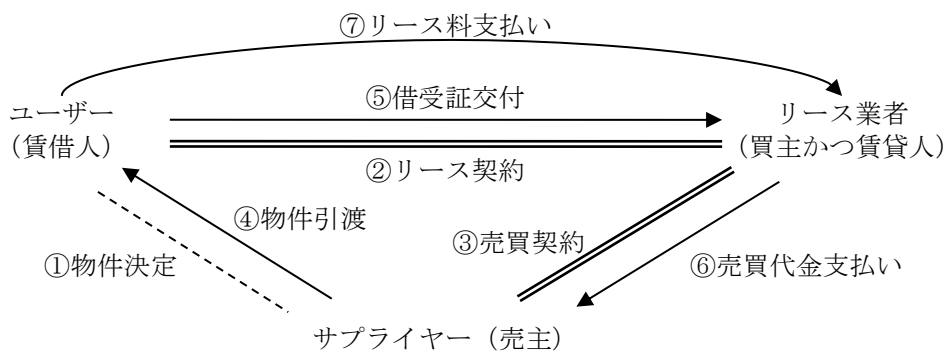 ⑦リース料支払い
ユーザー
(賃借人)
⑤借受証交付
リース業者
(買主かつ賃貸人)
②リース契約
④物件引渡
③売買契約
①物件決定
⑥売買代金支払い
サプライヤー(売主)